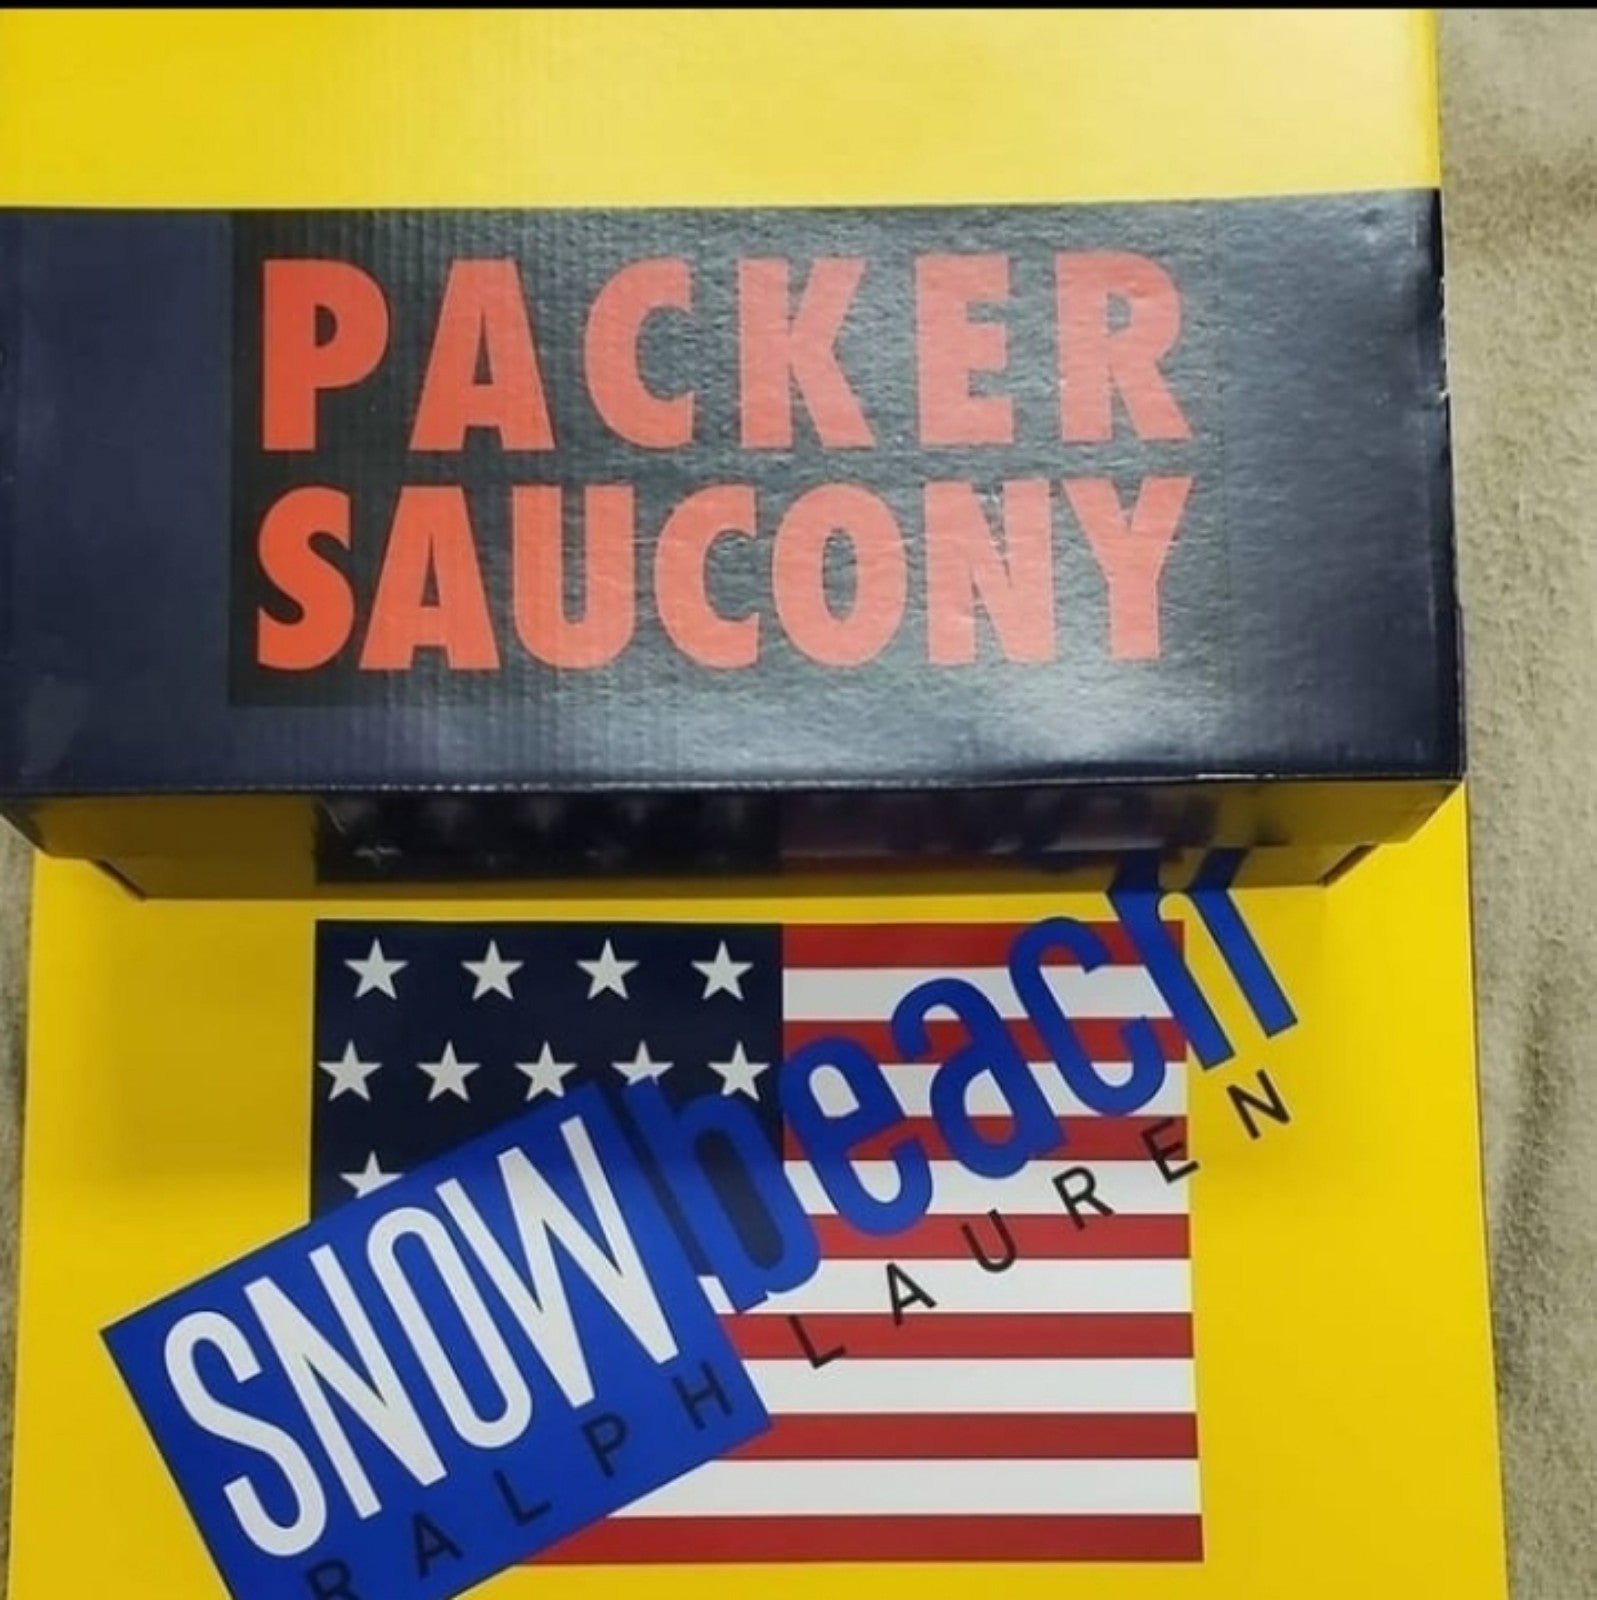 PACKER
SAUCONY
SNOW beach
RALPH LAUREN